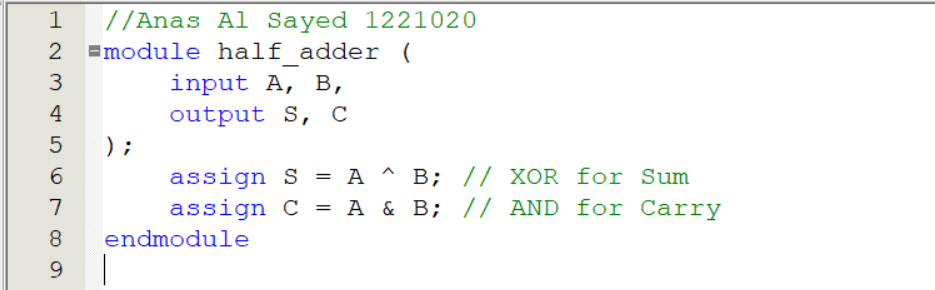 1 //Anas Al Sayed 1221020
2 module half_adder (
3     input A, B,
4     output S, C
5 );
6     assign S = A ^ B; // XOR for Sum
7     assign C = A & B; // AND for Carry
8 endmodule
9